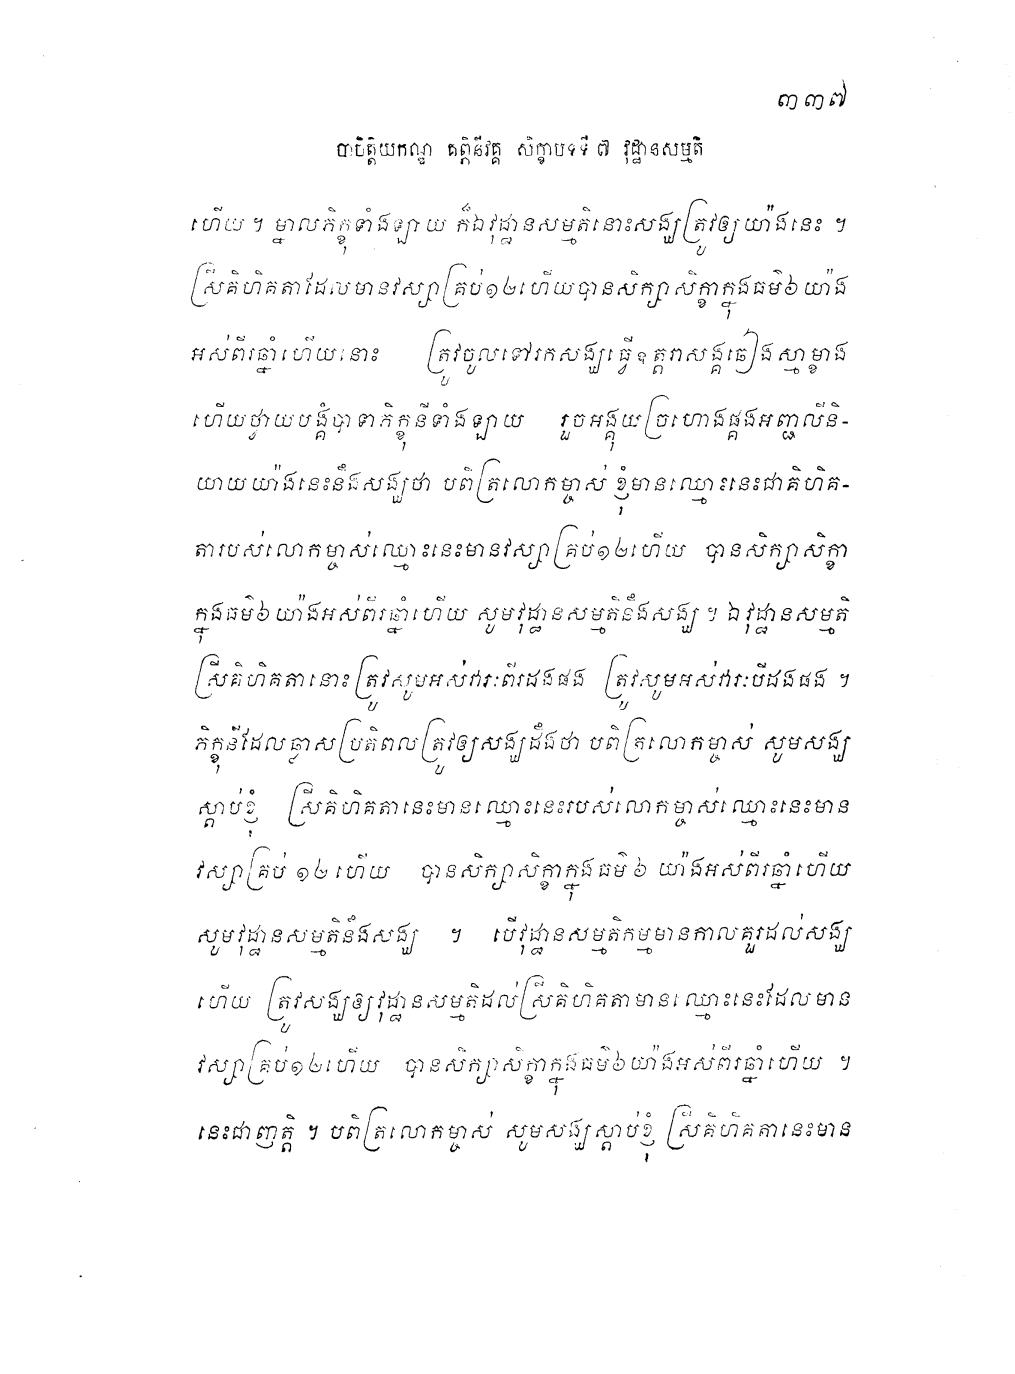 ៣៣៧
បាចិត្តិយកណ្ឌ គព្ភិនីវគ្គ សិក្ខាបទទី ៧ វុដ្ឋានសម្មតិ
ហើយ ។ ម្នាលភិក្ខុទាំងឡាយ ក៏ឯវុដ្ឋានសម្មតិនោះសង្ឃត្រូវឲ្យយ៉ាងនេះ ។
ស្រីគិហិគតាដែលមានវស្សាគ្រប់១២ហើយបានសិក្សាសិក្ខាក្នុងធម៌៦យ៉ាង
អស់ពីរឆ្នាំហើយនោះ ត្រូវចូលទៅរកសង្ឃធ្វើឧត្តរាសង្គឆៀងស្មាម្ខាង
ហើយថ្វាយបង្គំបាទាភិក្ខុនីទាំងឡាយ រួចអង្គុយច្រហោងផ្គងអញ្ជលីនិ-
យាយយ៉ាងនេះនឹងសង្ឃថា បពិត្រលោកម្ចាស់ ខ្ញុំមានឈ្មោះនេះជាគិហិគ-
តារបស់លោកម្ចាស់ឈ្មោះនេះមានវស្សាគ្រប់១២ហើយ បានសិក្សាសិក្ខា
ក្នុងធម៌៦យ៉ាងអស់ពីរឆ្នាំហើយ សូមវុដ្ឋានសម្មតិនឹងសង្ឃ ។ ឯវុដ្ឋានសម្មតិ
ស្រីគិហិគតានោះត្រូវសូមអស់វារៈពីរដងផង ត្រូវសូមអស់វារៈបីដងផង ។
ភិក្ខុនីដែលឆ្លាសប្រតិពលត្រូវឲ្យសង្ឃដឹងថា បពិត្រលោកម្ចាស់ សូមសង្ឃ
ស្តាប់ខ្ញុំ ស្រីគិហិគតានេះមានឈ្មោះនេះរបស់លោកម្ចាស់ឈ្មោះនេះមាន
វស្សាគ្រប់ ១២ ហើយ បានសិក្សាសិក្ខាក្នុងធម៌ ៦ យ៉ាងអស់ពីរឆ្នាំហើយ
សូមវុដ្ឋានសម្មតិនឹងសង្ឃ ។ បើវុដ្ឋានសម្មតិកម្មមានកាលគួរដល់សង្ឃ
ហើយ ត្រូវសង្ឃឲ្យវុដ្ឋានសម្មតិដល់ស្រីគិហិគតាមានឈ្មោះនេះដែលមាន
វស្សាគ្រប់១២ហើយ បានសិក្សាសិក្ខាក្នុងធម៌៦យ៉ាងអស់ពីរឆ្នាំហើយ ។
នេះជាញត្តិ ។ បពិត្រលោកម្ចាស់ សូមសង្ឃស្តាប់ខ្ញុំ ស្រីគិហិគតានេះមាន